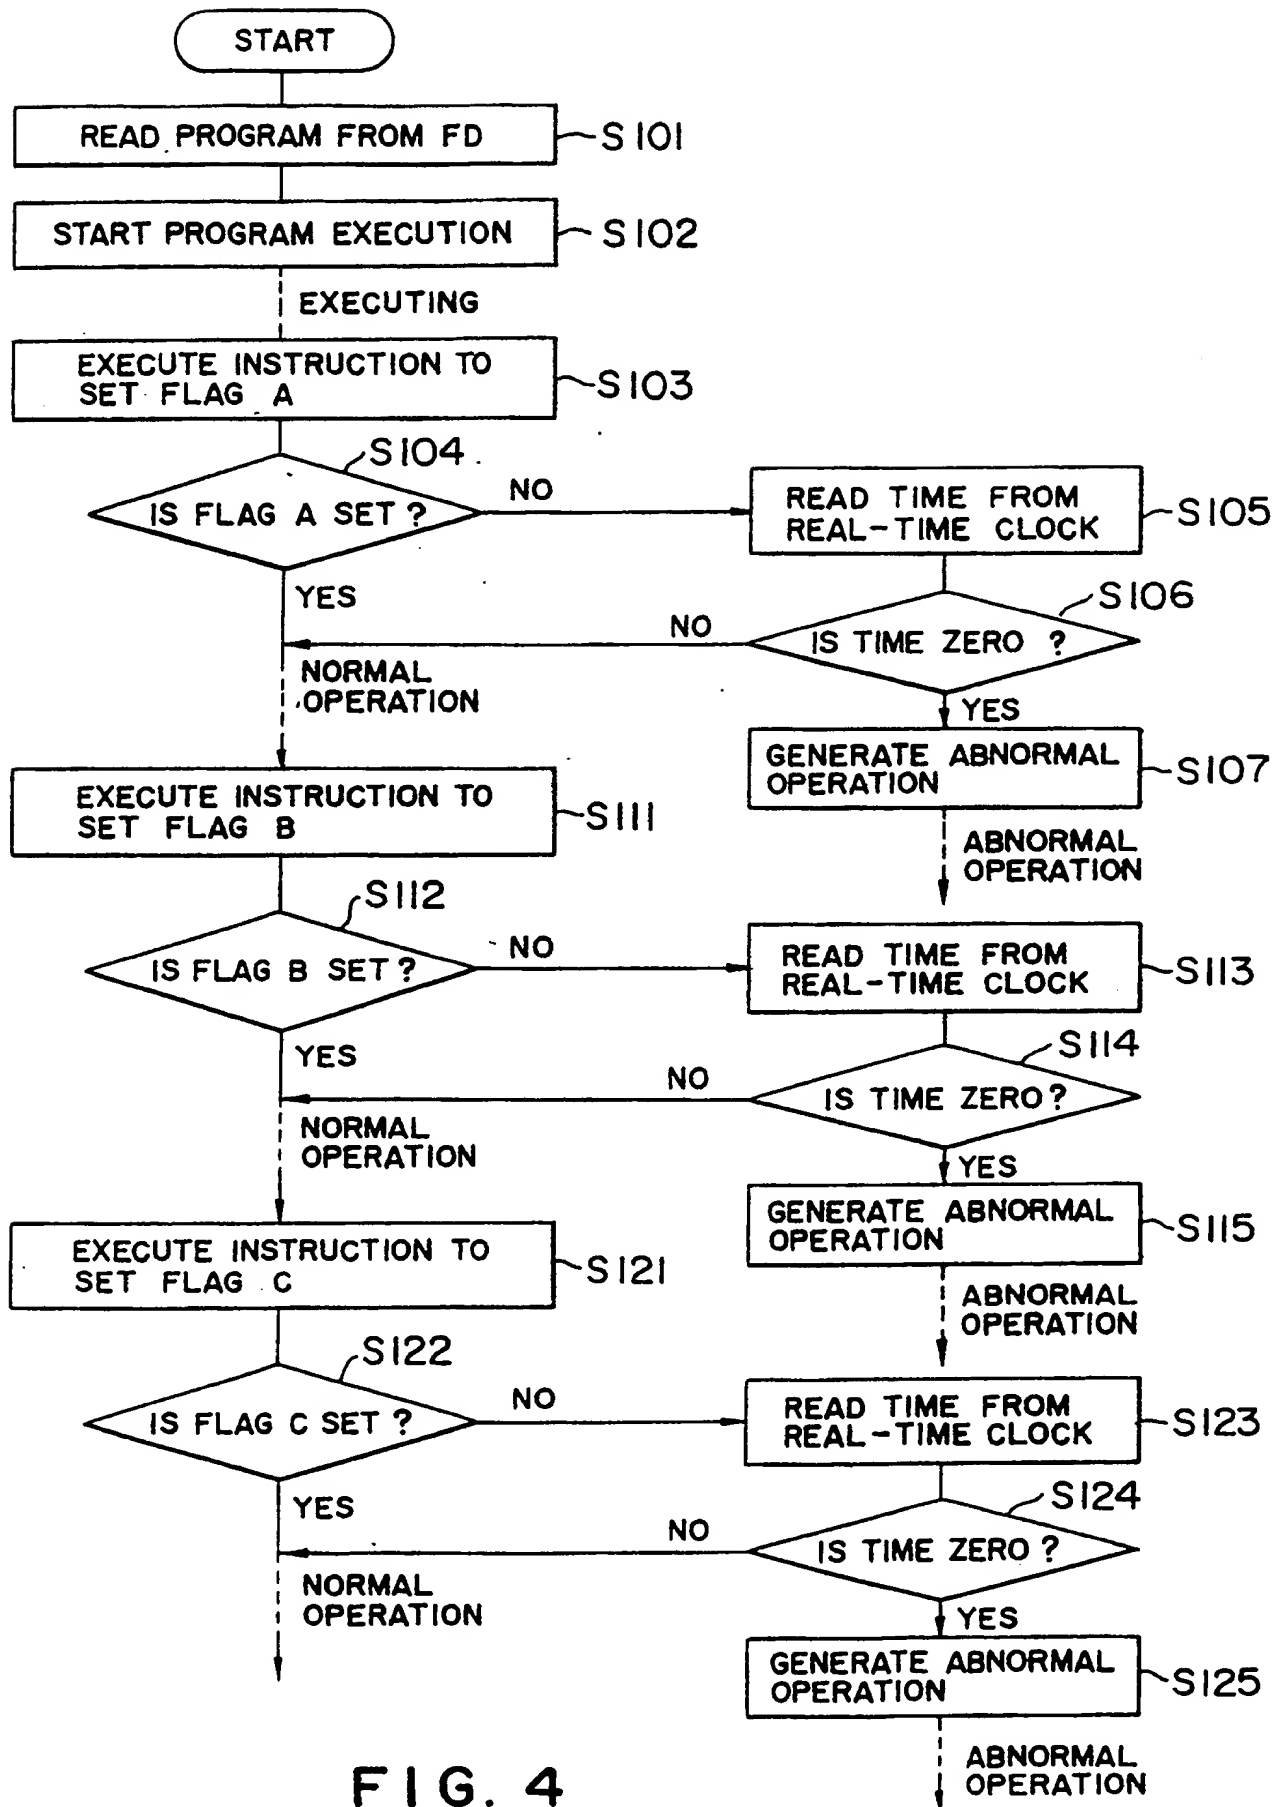 START
READ PROGRAM FROM FD
S101
START PROGRAM EXECUTION
S102
EXECUTING
EXECUTE INSTRUCTION TO
SET FLAG A
S103
S104
IS FLAG A SET?
NO
READ TIME FROM
REAL-TIME CLOCK
S105
YES
S106
IS TIME ZERO ?
NO
NORMAL
OPERATION
YES
GENERATE ABNORMAL
OPERATION
S107
ABNORMAL
OPERATION
EXECUTE INSTRUCTION TO
SET FLAG B
S111
S112
IS FLAG B SET?
NO
READ TIME FROM
REAL-TIME CLOCK
S113
YES
S114
IS TIME ZERO?
NO
NORMAL
OPERATION
YES
GENERATE ABNORMAL
OPERATION
S115
ABNORMAL
OPERATION
EXECUTE INSTRUCTION TO
SET FLAG C
S121
S122
IS FLAG C SET?
NO
READ TIME FROM
REAL-TIME CLOCK
S123
YES
S124
IS TIME ZERO?
NO
NORMAL
OPERATION
YES
GENERATE ABNORMAL
OPERATION
S125
ABNORMAL
OPERATION
FIG. 4